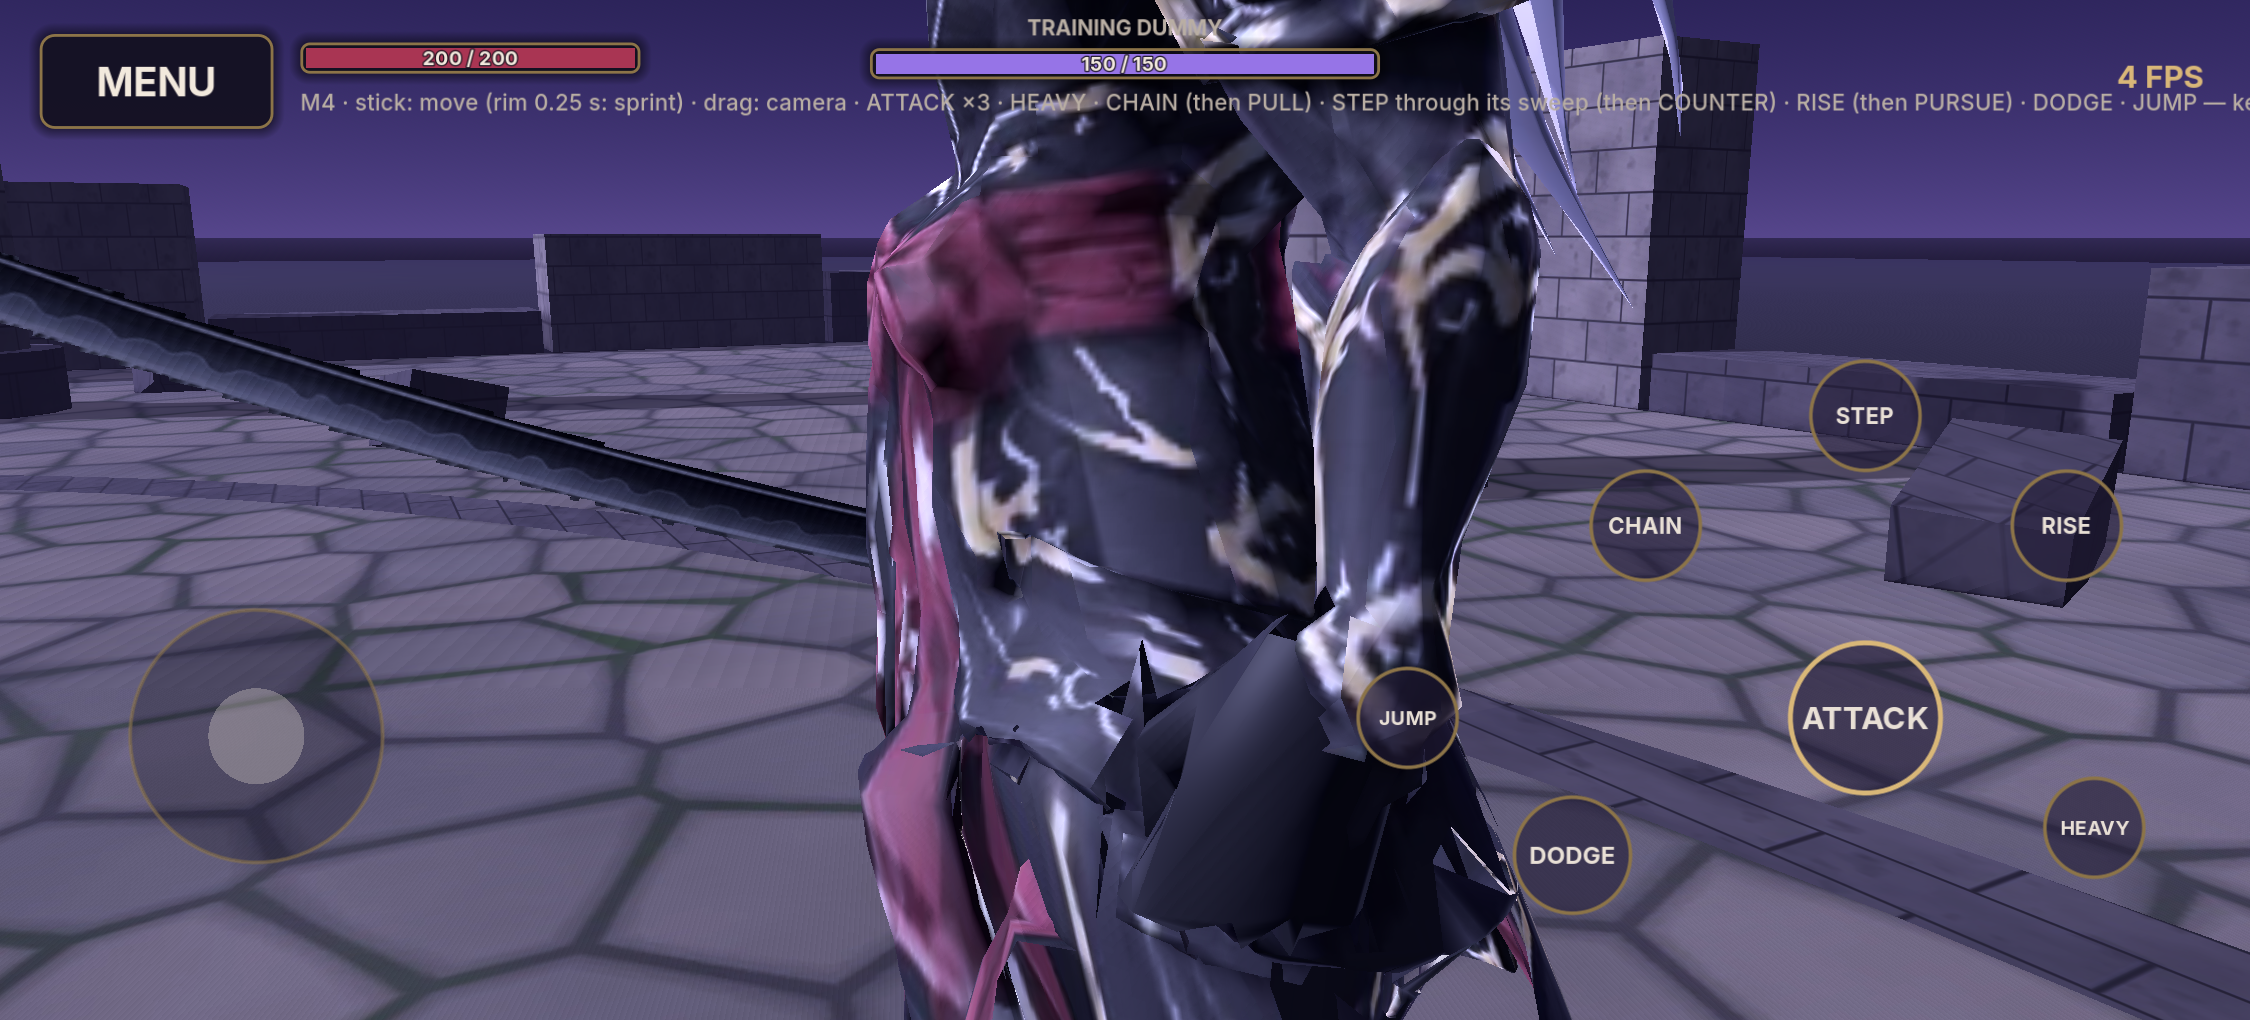 TRAINING DUMMY
MENU
200 / 200
150 / 150
4 FPS
M4 · stick: move (rim 0.25 s: sprint) · drag: camera · ATTACK ×3 · HEAVY · CHAIN (then PULL) · STEP through its sweep (then COUNTER) · RISE (then PURSUE) · DODGE · JUMP — ke
STEP
CHAIN
RISE
JUMP
ATTACK
HEAVY
DODGE